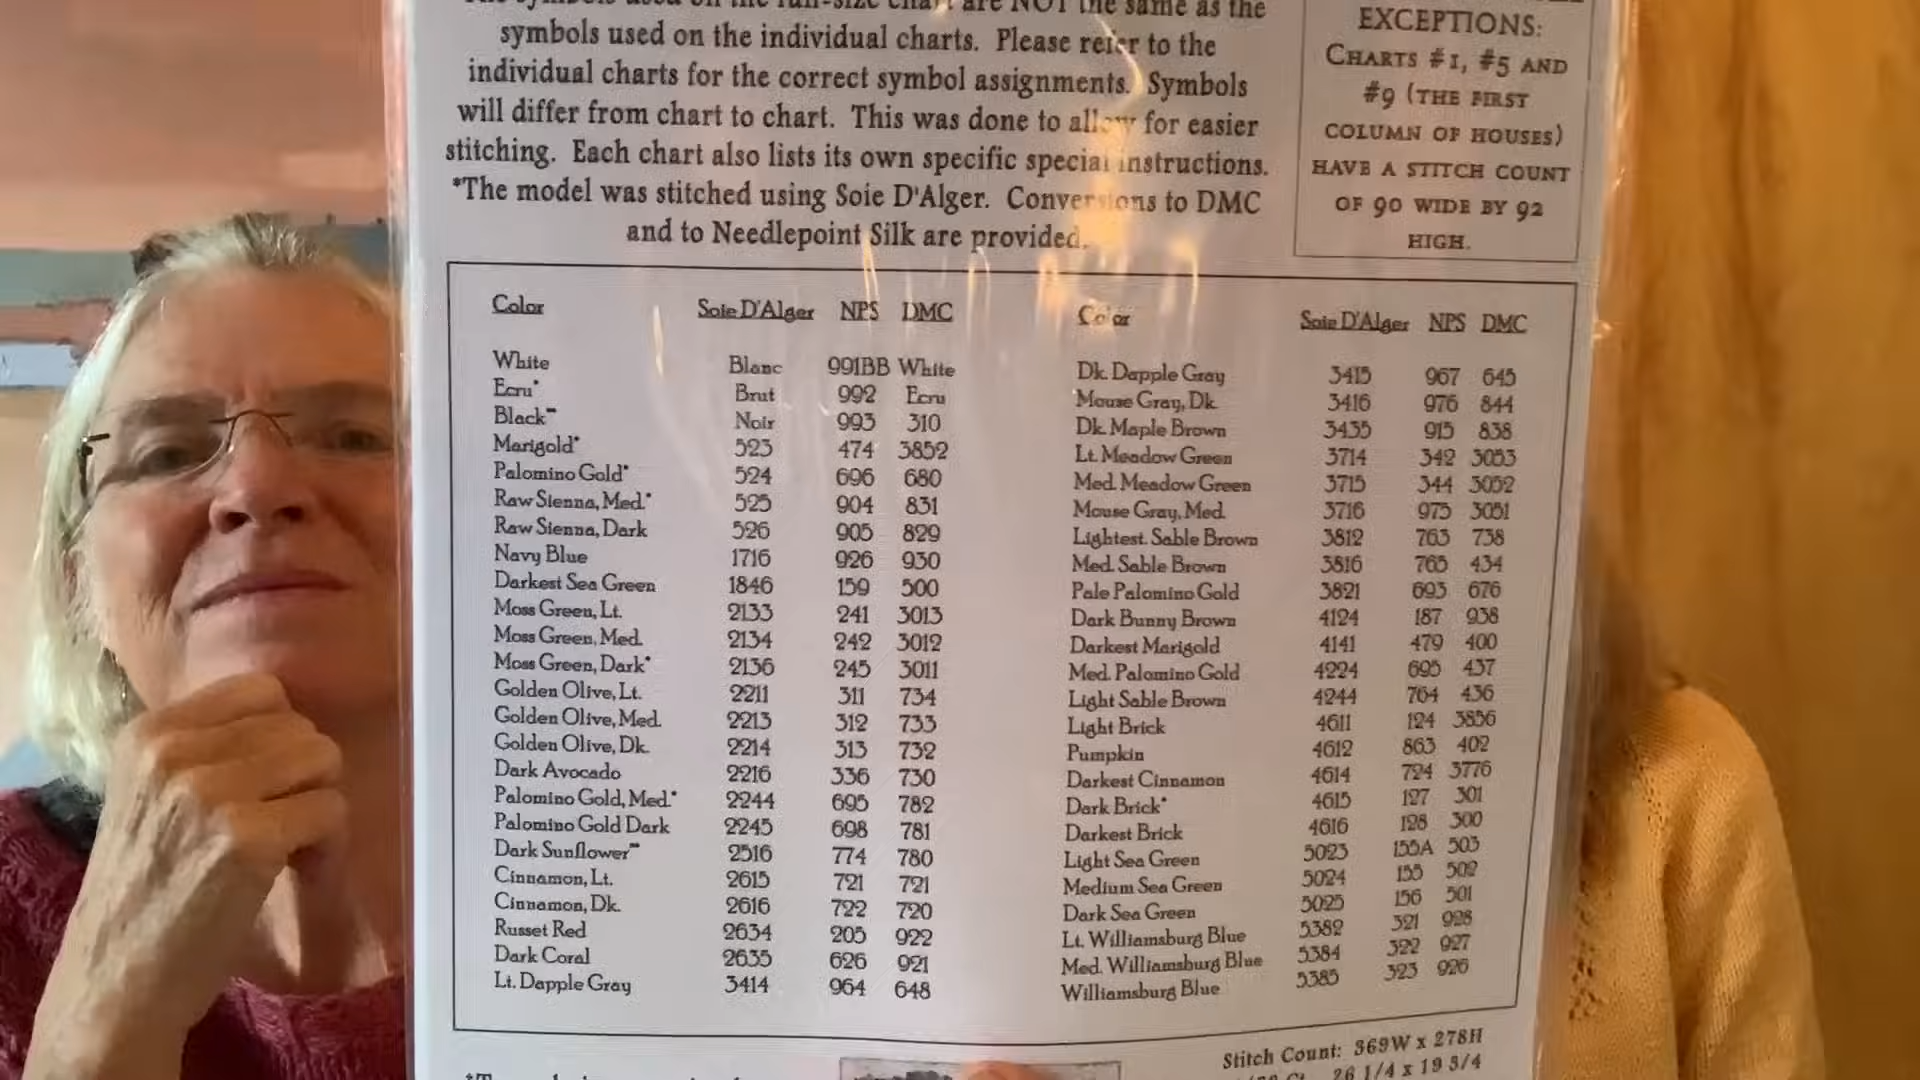 are NOT the same as the
symbols used on the individual charts. Please refer to the
individual charts for the correct symbol assignments. Symbols
will differ from chart to chart. This was done to allow for easier
stitching. Each chart also lists its own specific special instructions.
*The model was stitched using Soie D'Alger. Conversions to DMC
and to Needlepoint Silk are provided.
EXCEPTIONS:
CHARTS #1, #5 AND
#9 (THE FIRST
COLUMN OF HOUSES)
HAVE A STITCH COUNT
OF 90 WIDE BY 92
HIGH.
Color Soie D'Alger NPS DMC
White Blanc 991BB White
Ecru* Brut 992 Ecru
Black** Noir 993 310
Marigold* 523 474 3852
Palomino Gold* 524 696 680
Raw Sienna, Med.* 525 904 831
Raw Sienna, Dark 526 905 829
Navy Blue 1716 926 930
Darkest Sea Green 1846 159 500
Moss Green, Lt. 2133 241 3013
Moss Green, Med. 2134 242 3012
Moss Green, Dark* 2136 245 3011
Golden Olive, Lt. 2211 311 734
Golden Olive, Med. 2213 312 733
Golden Olive, Dk. 2214 313 732
Dark Avocado 2216 336 730
Palomino Gold, Med.* 2244 695 782
Palomino Gold Dark 2245 698 781
Dark Sunflower** 2516 774 780
Cinnamon, Lt. 2615 721 721
Cinnamon, Dk. 2616 722 720
Russet Red 2634 205 922
Dark Coral 2635 626 921
Lt. Dapple Gray 3414 964 648
Color Soie D'Alger NPS DMC
Dk. Dapple Gray 3415 967 645
Mouse Gray, Dk. 3416 976 844
Dk. Maple Brown 3435 915 838
Lt. Meadow Green 3714 342 3053
Med. Meadow Green 3715 344 3052
Mouse Gray, Med. 3716 975 3051
Lightest. Sable Brown 3812 763 738
Med. Sable Brown 3816 765 434
Pale Palomino Gold 3821 693 676
Dark Bunny Brown 4124 187 938
Darkest Marigold 4141 479 400
Med. Palomino Gold 4224 695 437
Light Sable Brown 4244 764 436
Light Brick 4611 124 3856
Pumpkin 4612 863 402
Darkest Cinnamon 4614 724 3776
Dark Brick* 4615 127 301
Darkest Brick 4616 128 300
Light Sea Green 5023 155A 503
Medium Sea Green 5024 155 502
Dark Sea Green 5025 156 501
Lt. Williamsburg Blue 5382 321 928
Med. Williamsburg Blue 5384 322 927
Williamsburg Blue 5385 323 926
Stitch Count: 369W x 278H
26 1/4 x 19 3/4